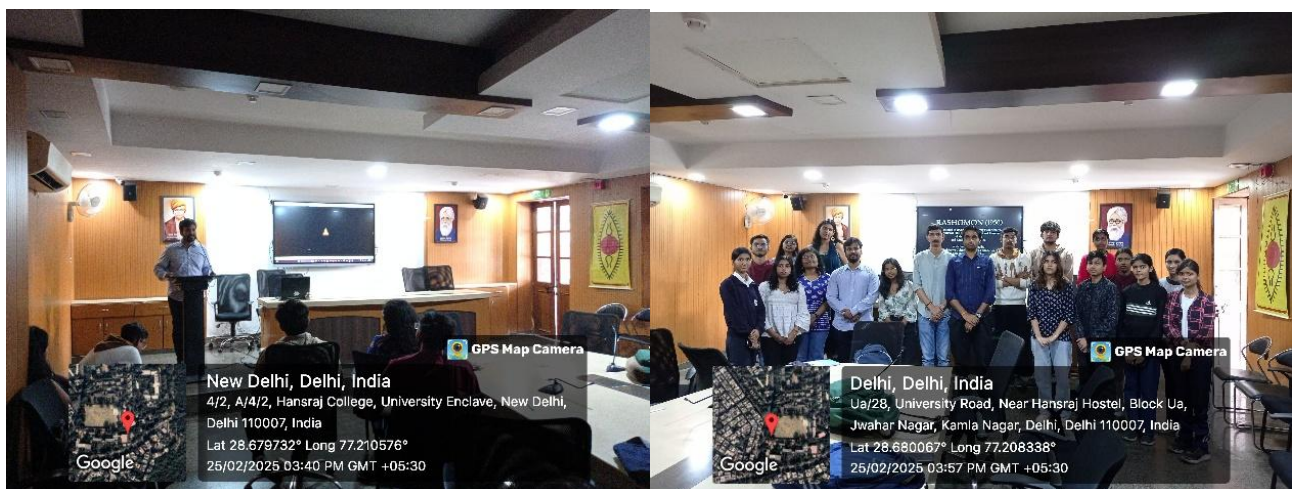 GPS Map Camera
New Delhi, Delhi, India
4/2, A/4/2, Hansraj College, University Enclave, New Delhi,
Delhi 110007, India
Lat 28.679732° Long 77.210576°
25/02/2025 03:40 PM GMT +05:30
Google
RASHOMON (1950)
GPS Map Camera
Delhi, Delhi, India
Ua/28, University Road, Near Hansraj Hostel, Block Ua,
Jwahar Nagar, Kamla Nagar, Delhi, Delhi 110007, India
Lat 28.680067° Long 77.208338°
25/02/2025 03:57 PM GMT +05:30
Google